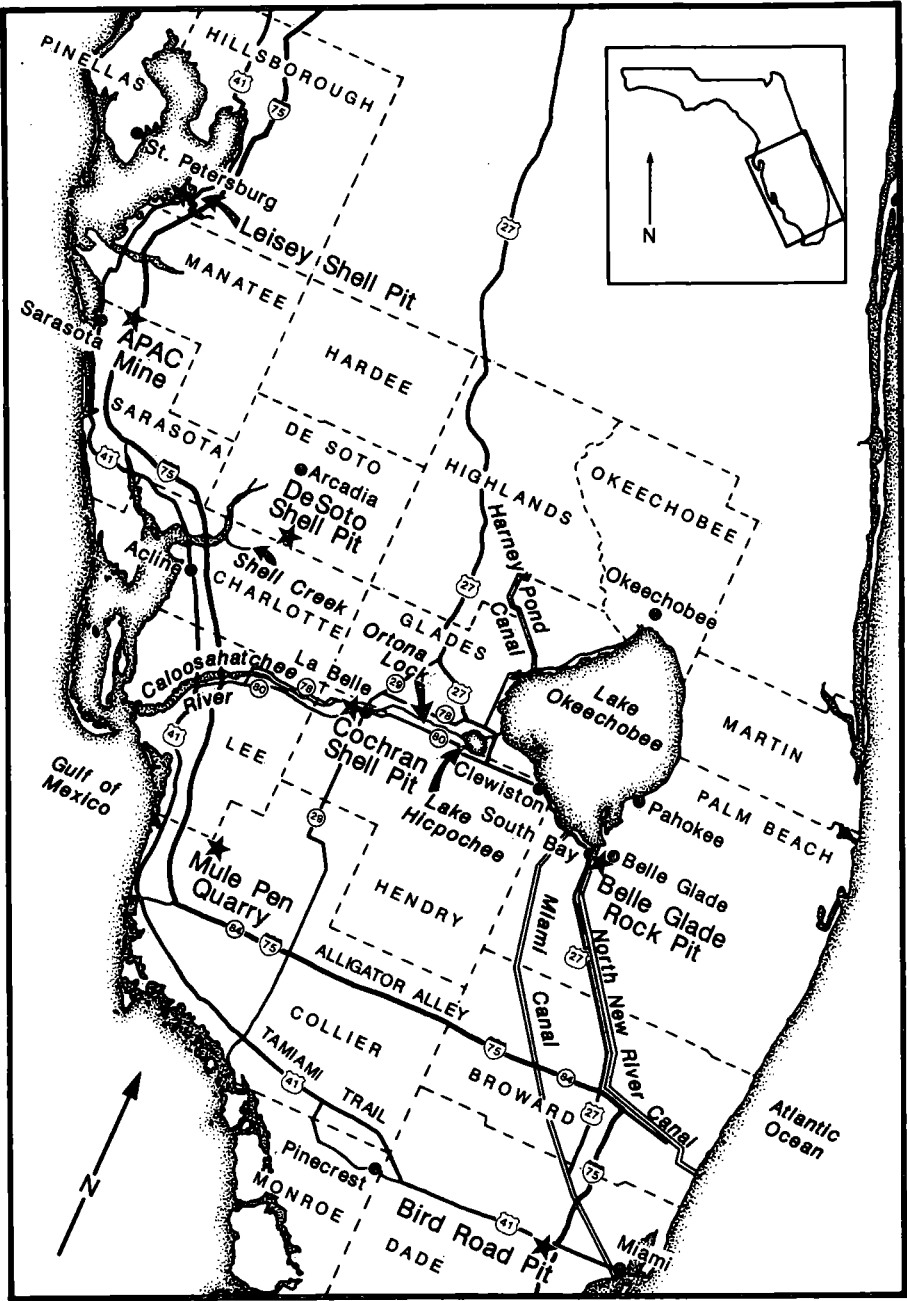 PINELLAS
HILLSBOROUGH
41
75
St. Petersburg
Leisey Shell Pit
27
N
MANATEE
Sarasota
APAC
Mine
HARDEE
SARASOTA
DE SOTO
41
75
Arcadia
DeSoto
Shell Pit
HIGHLANDS
OKEECHOBEE
Harney Pond
Canal
Acline
Shell Creek
CHARLOTTE
27
Okeechobee
GLADES
Ortona
Lock
La Belle
Caloosahatchee
River
80
78
29
27
78
80
Lake
Okeechobee
MARTIN
41
LEE
Cochran
Shell Pit
Clewiston
Lake
Hicpochee
Gulf of
Mexico
29
South Bay
Pahokee
PALM BEACH
Mule Pen
Quarry
HENDRY
Belle Glade
Belle Glade
Rock Pit
84
75
ALLIGATOR ALLEY
Miami
Canal
27
North New River Canal
COLLIER
TAMIAMI
TRAIL
41
75
84
BROWARD
27
Atlantic
Ocean
N
Pinecrest
MONROE
75
Bird Road Pit
41
DADE
Miami